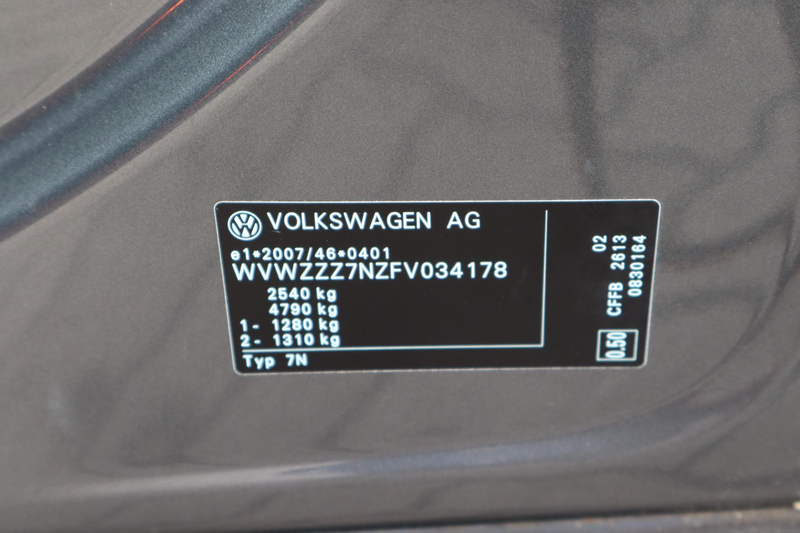 VOLKSWAGEN AG
e1*2007/46*0401
WVWZZZ7NZFV034178
2540 kg
4790 kg
1- 1280 kg
2- 1310 kg
Typ 7N
02
CFFB 2613
0830164
0.50